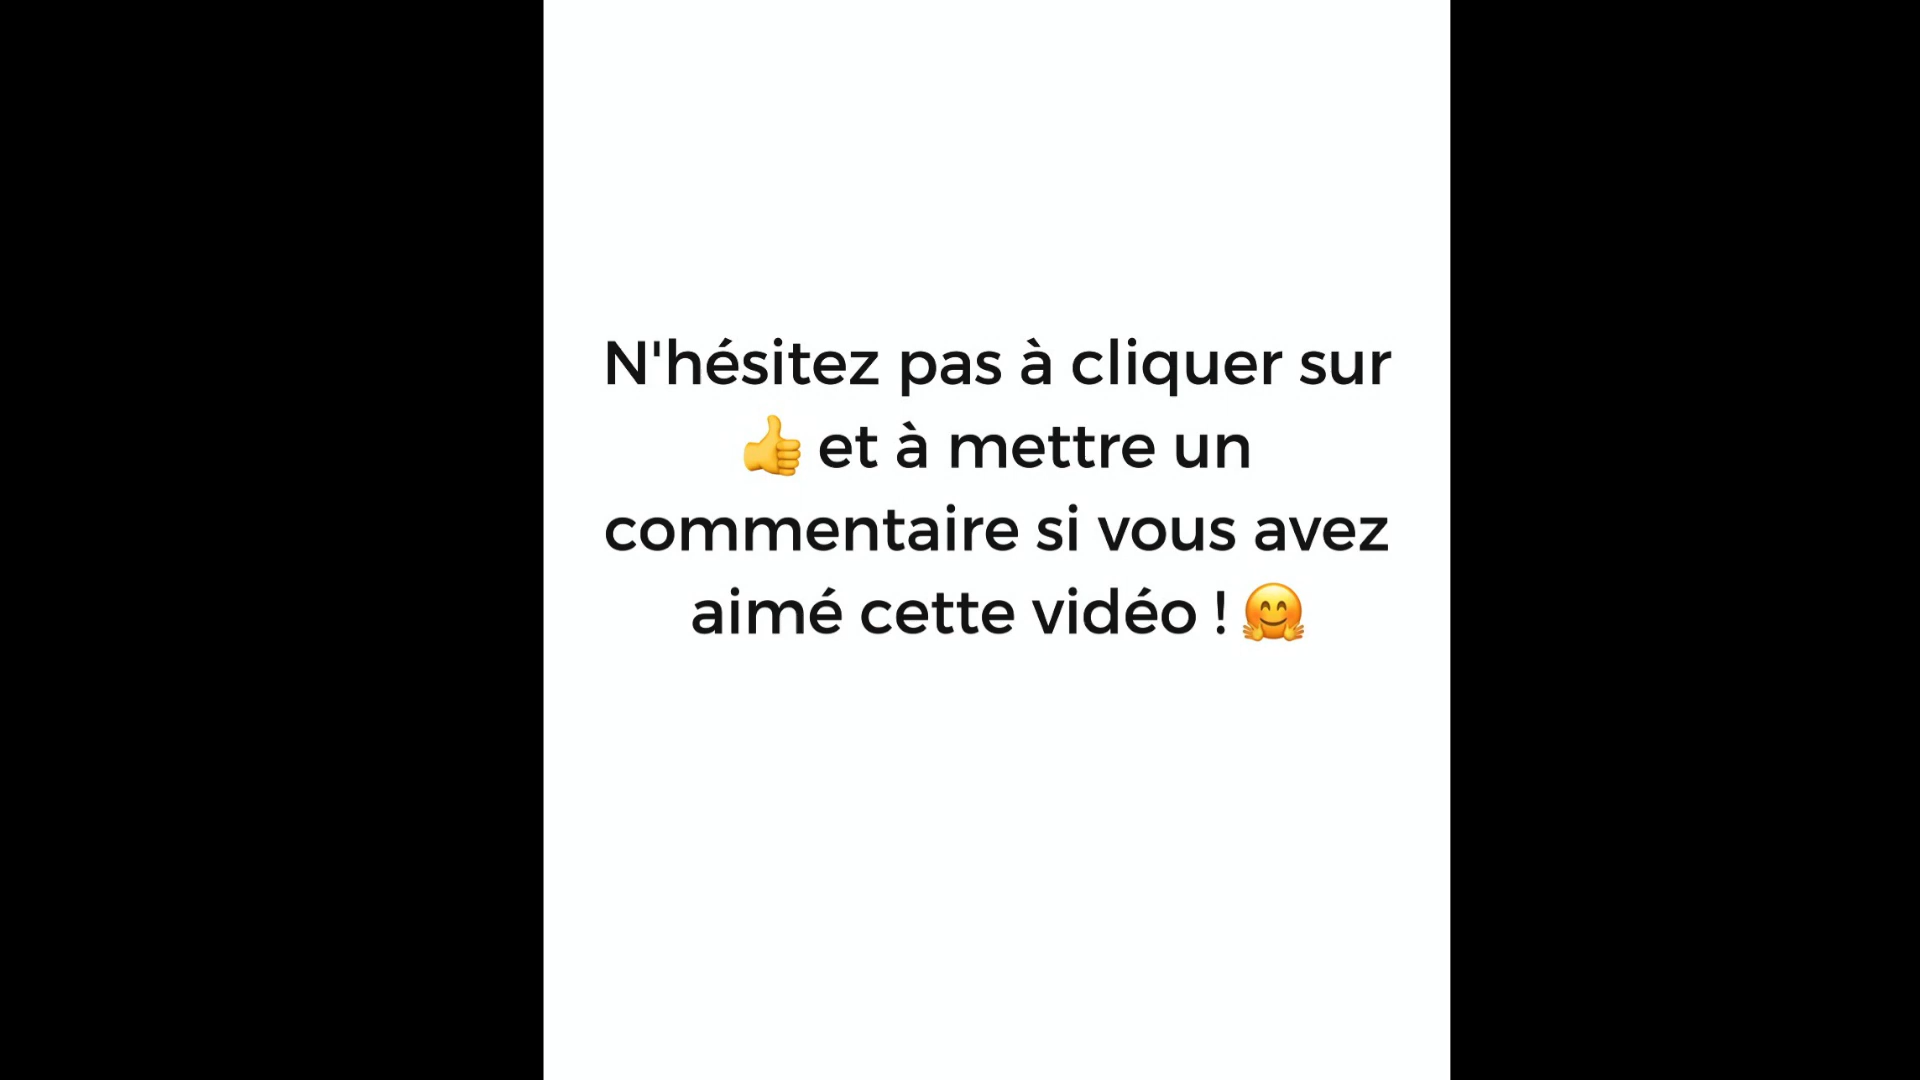 N'hésitez pas à cliquer sur
👍 et à mettre un
commentaire si vous avez
aimé cette vidéo ! 🤗